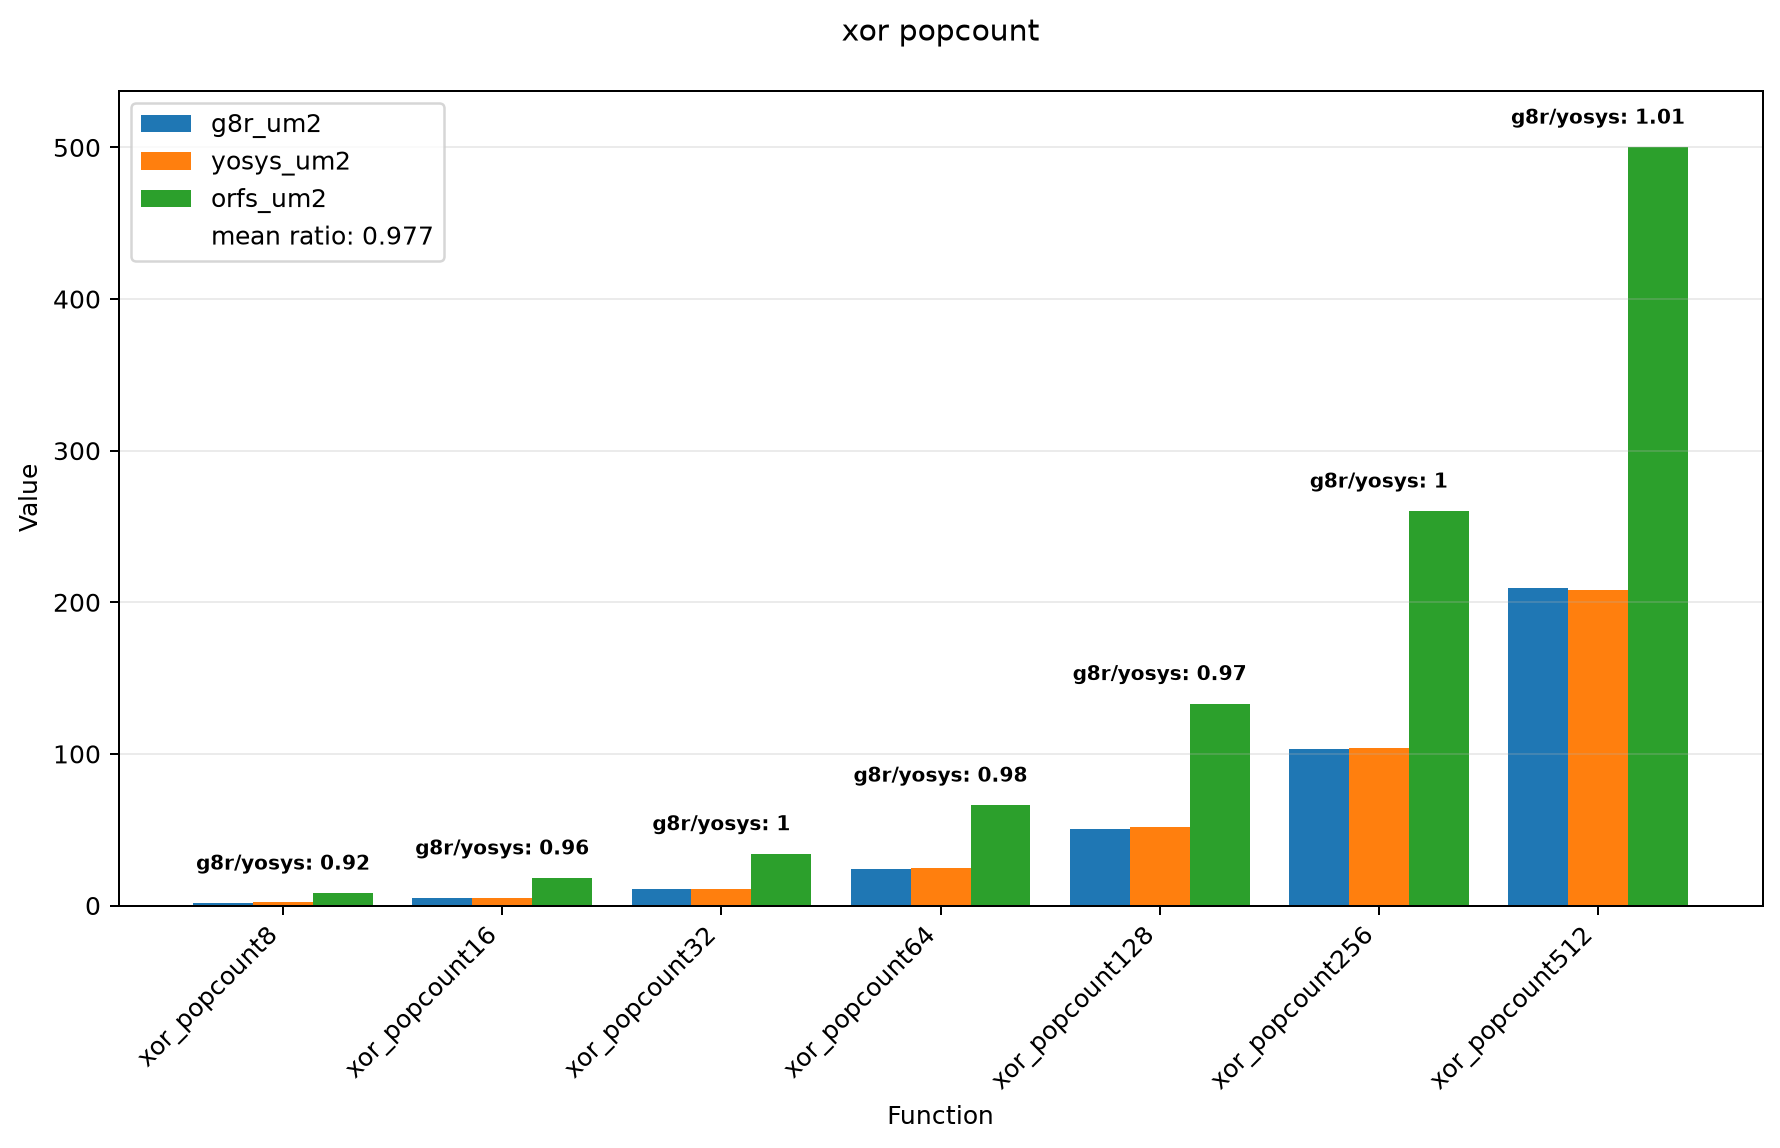 xor popcount
g8r_um2
yosys_um2
orfs_um2
mean ratio: 0.977
g8r/yosys: 0.92
g8r/yosys: 0.96
g8r/yosys: 1
g8r/yosys: 0.98
g8r/yosys: 0.97
g8r/yosys: 1
g8r/yosys: 1.01
Value
500
400
300
200
100
0
xor_popcount8
xor_popcount16
xor_popcount32
xor_popcount64
xor_popcount128
xor_popcount256
xor_popcount512
Function